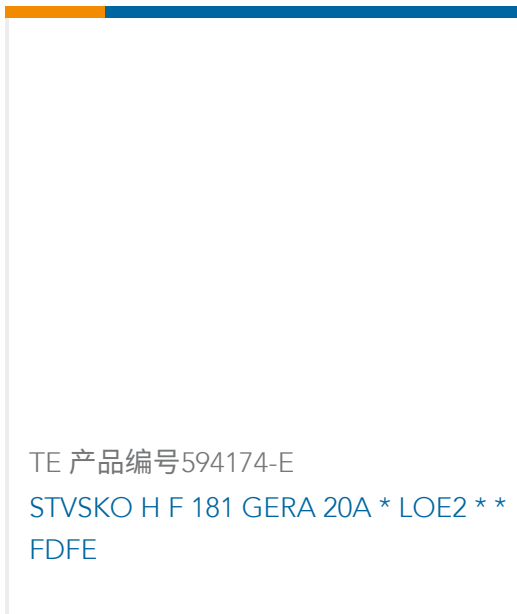 TE 产品编号594174-E
STVSKO H F 181 GERA 20A * LOE2 * *
FDFE